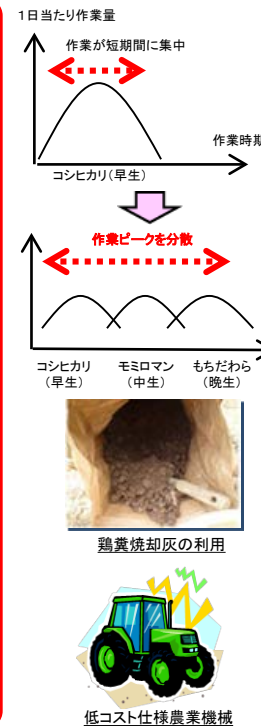 1日当たり作業量
作業が短期間に集中
作業時期
コシヒカリ(早生)
作業ピークを分散
コシヒカリ モミロマン もちだわら
(早生) (中生) (晩生)
鶏糞焼却灰の利用
低コスト仕様農業機械